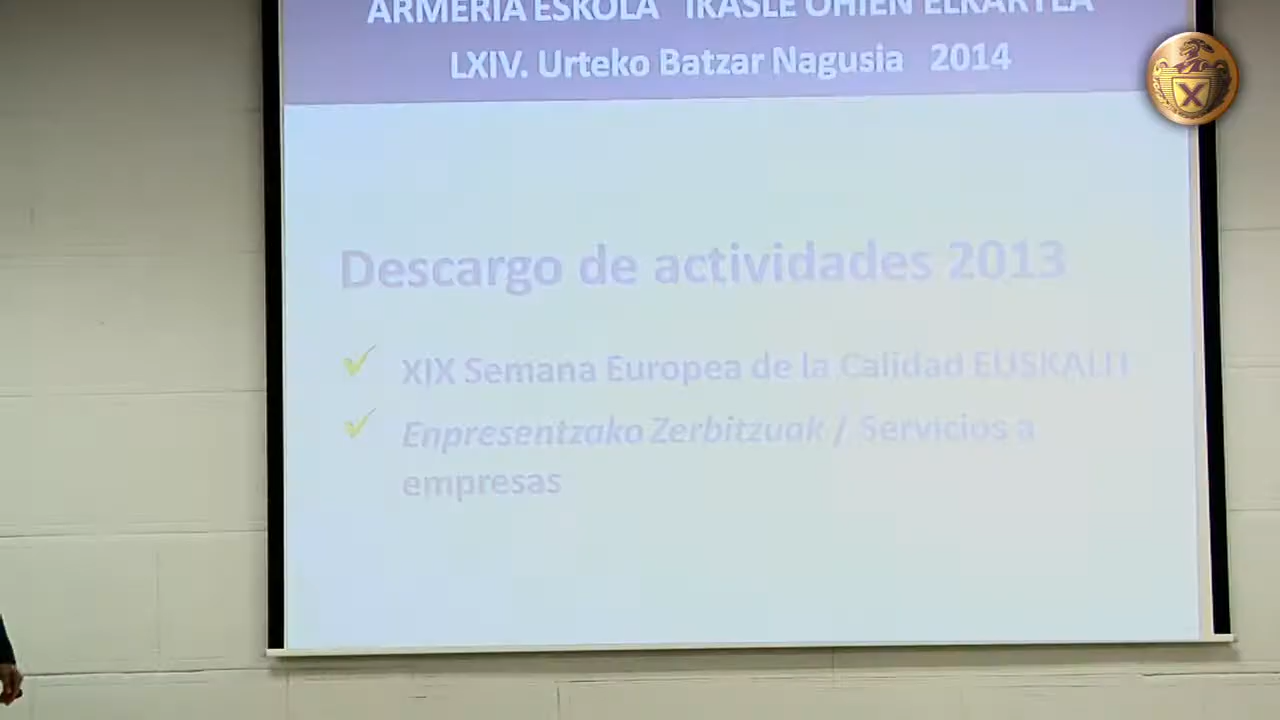 ARMERIA ESKOLA IKASLE OHIEN ELKARTEA
LXIV. Urteko Batzar Nagusia 2014
Descargo de actividades 2013
XIX Semana Europea de la Calidad EUSKALIT
Enpresentzako Zerbitzuak / Servicios a
empresas